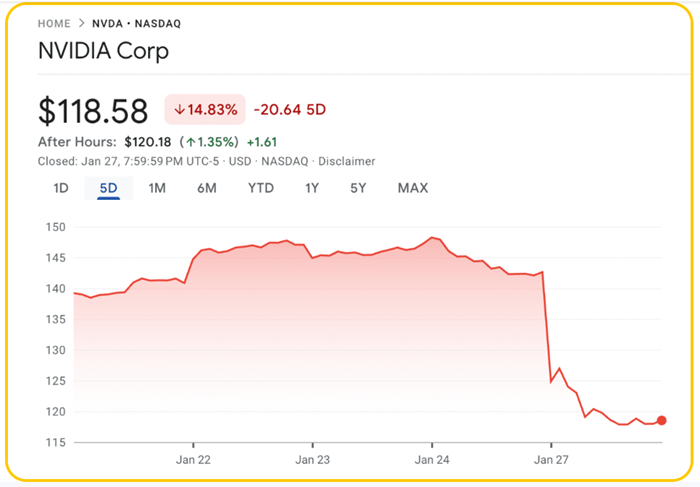 HOME > NVDA • NASDAQ
NVIDIA Corp
$118.58 ↓14.83% -20.64 5D
After Hours: $120.18 (↑1.35%) +1.61
Closed: Jan 27, 7:59:59 PM UTC-5 · USD · NASDAQ · Disclaimer
1D 5D 1M 6M YTD 1Y 5Y MAX
150
145
140
135
130
125
120
115
Jan 22 Jan 23 Jan 24 Jan 27